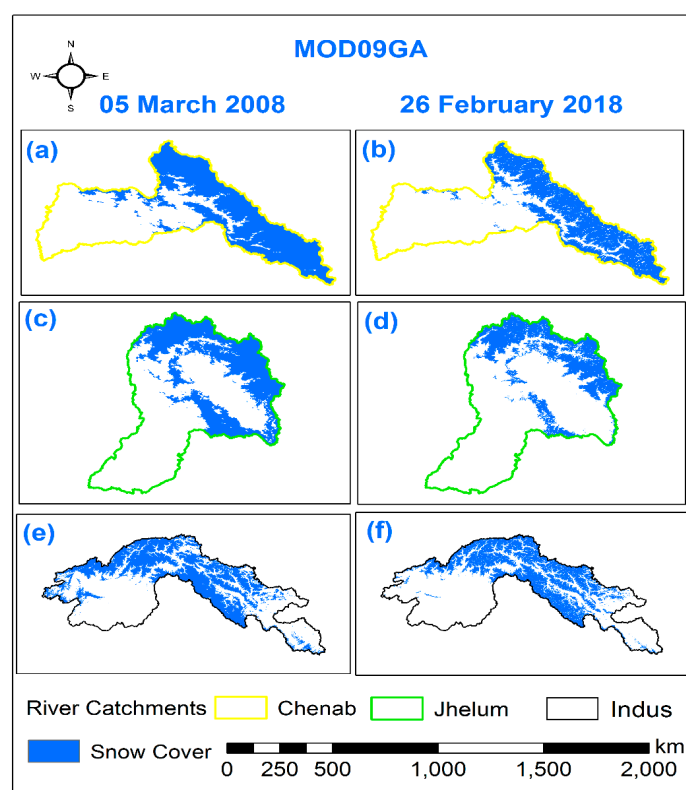 MOD09GA
N
W E
S
05 March 2008 26 February 2018
(a) (b)
(c) (d)
(e) (f)
River Catchments Chenab Jhelum Indus
Snow Cover km
0 250 500 1,000 1,500 2,000